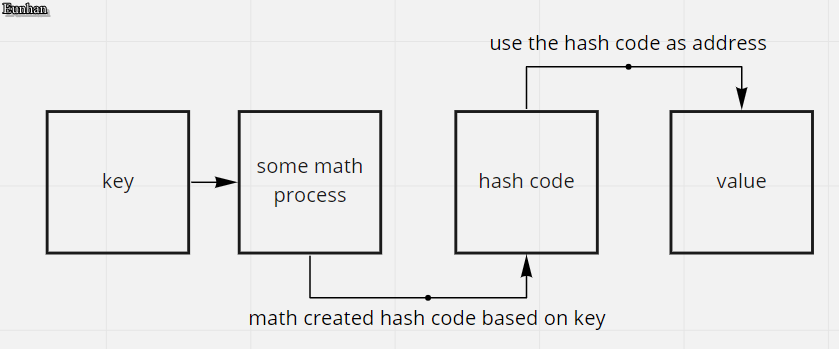 Eunhan
use the hash code as address
key
some math
process
hash code
value
math created hash code based on key